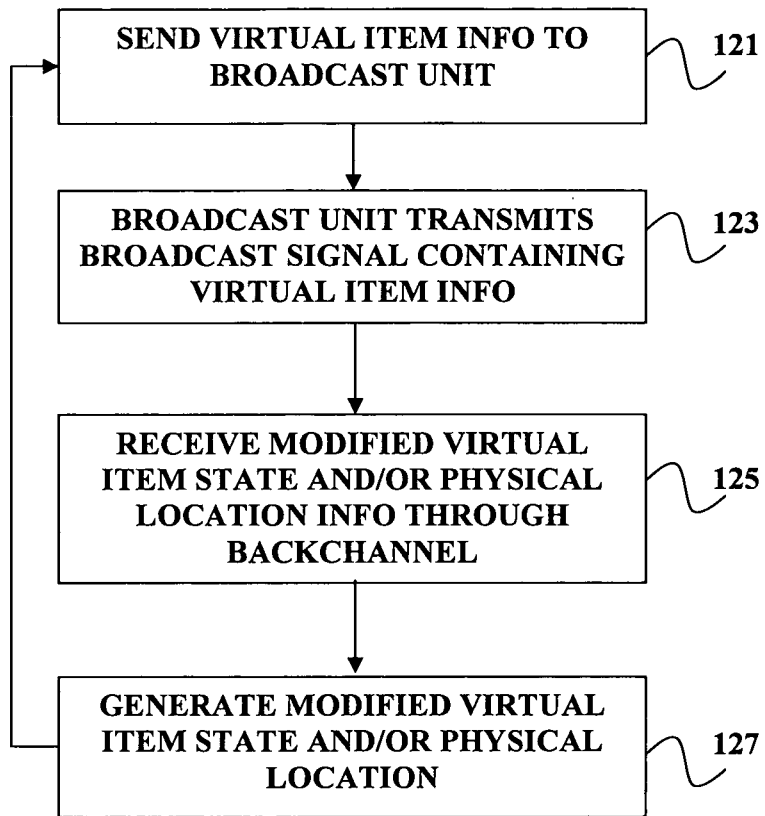 SEND VIRTUAL ITEM INFO TO
BROADCAST UNIT
121
BROADCAST UNIT TRANSMITS
BROADCAST SIGNAL CONTAINING
VIRTUAL ITEM INFO
123
RECEIVE MODIFIED VIRTUAL
ITEM STATE AND/OR PHYSICAL
LOCATION INFO THROUGH
BACKCHANNEL
125
GENERATE MODIFIED VIRTUAL
ITEM STATE AND/OR PHYSICAL
LOCATION
127